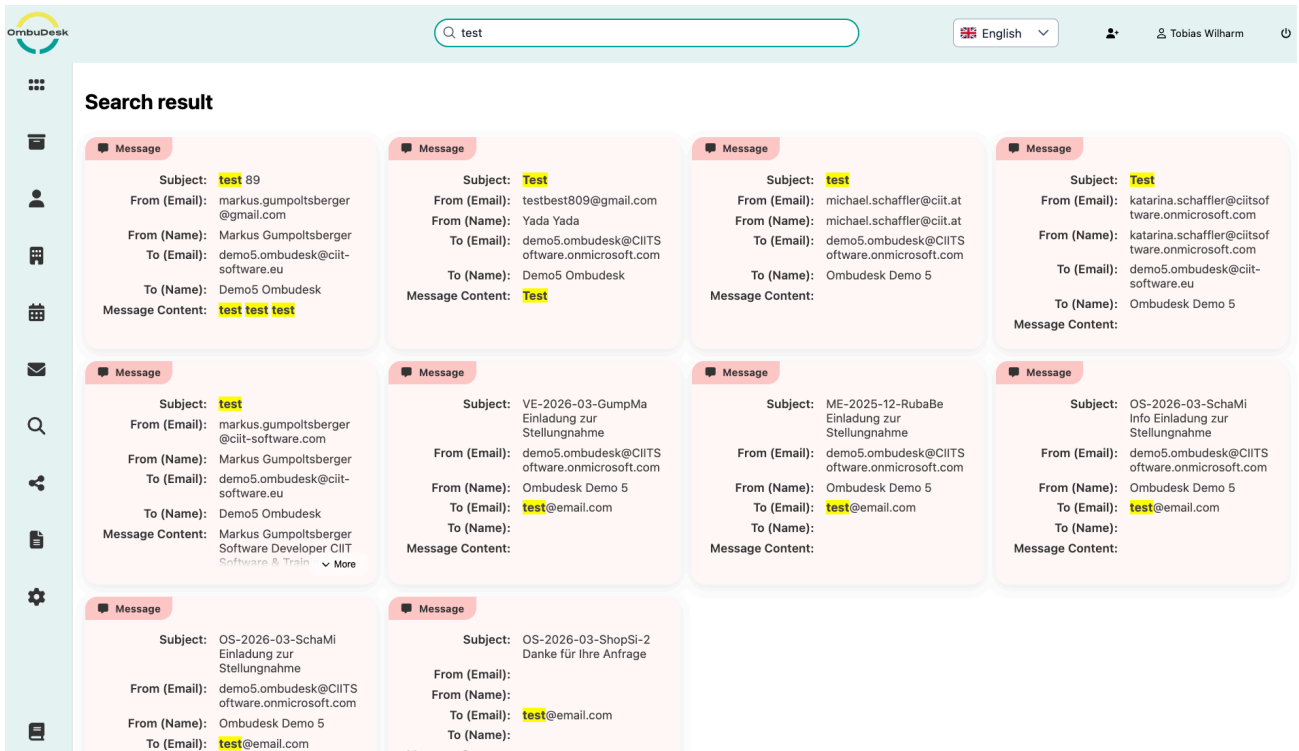 OmbuDesk
test
English
Tobias Wilharm
Search result
Message
Subject: test 89
From (Email): markus.gumpoltsberger
@gmail.com
From (Name): Markus Gumpoltsberger
To (Email): demo5.ombudesk@ciit-
software.eu
To (Name): Demo5 Ombudesk
Message Content: test test test
Message
Subject: Test
From (Email): testbest809@gmail.com
From (Name): Yada Yada
To (Email): demo5.ombudesk@CIITS
oftware.onmicrosoft.com
To (Name): Demo5 Ombudesk
Message Content: Test
Message
Subject: test
From (Email): michael.schaffler@ciit.at
From (Name): michael.schaffler@ciit.at
To (Email): demo5.ombudesk@CIITS
oftware.onmicrosoft.com
To (Name): Ombudesk Demo 5
Message Content:
Message
Subject: Test
From (Email): katarina.schaffler@ciitsof
tware.onmicrosoft.com
From (Name): katarina.schaffler@ciitsof
tware.onmicrosoft.com
To (Email): demo5.ombudesk@ciit-
software.eu
To (Name): Ombudesk Demo 5
Message Content:
Message
Subject: test
From (Email): markus.gumpoltsberger
@ciit-software.com
From (Name): Markus Gumpoltsberger
To (Email): demo5.ombudesk@ciit-
software.eu
To (Name): Demo5 Ombudesk
Message Content: Markus Gumpoltsberger
Software Developer CIIT
Software & Train
More
Message
Subject: VE-2026-03-GumpMa
Einladung zur
Stellungnahme
From (Email): demo5.ombudesk@CIITS
oftware.onmicrosoft.com
From (Name): Ombudesk Demo 5
To (Email): test@email.com
To (Name):
Message Content:
Message
Subject: ME-2025-12-RubaBe
Einladung zur
Stellungnahme
From (Email): demo5.ombudesk@CIITS
oftware.onmicrosoft.com
From (Name): Ombudesk Demo 5
To (Email): test@email.com
To (Name):
Message Content:
Message
Subject: OS-2026-03-SchaMi
Info Einladung zur
Stellungnahme
From (Email): demo5.ombudesk@CIITS
oftware.onmicrosoft.com
From (Name): Ombudesk Demo 5
To (Email): test@email.com
To (Name):
Message Content:
Message
Subject: OS-2026-03-SchaMi
Einladung zur
Stellungnahme
From (Email): demo5.ombudesk@CIITS
oftware.onmicrosoft.com
From (Name): Ombudesk Demo 5
To (Email): test@email.com
Message
Subject: OS-2026-03-ShopSi-2
Danke für Ihre Anfrage
From (Email):
From (Name):
To (Email): test@email.com
To (Name):